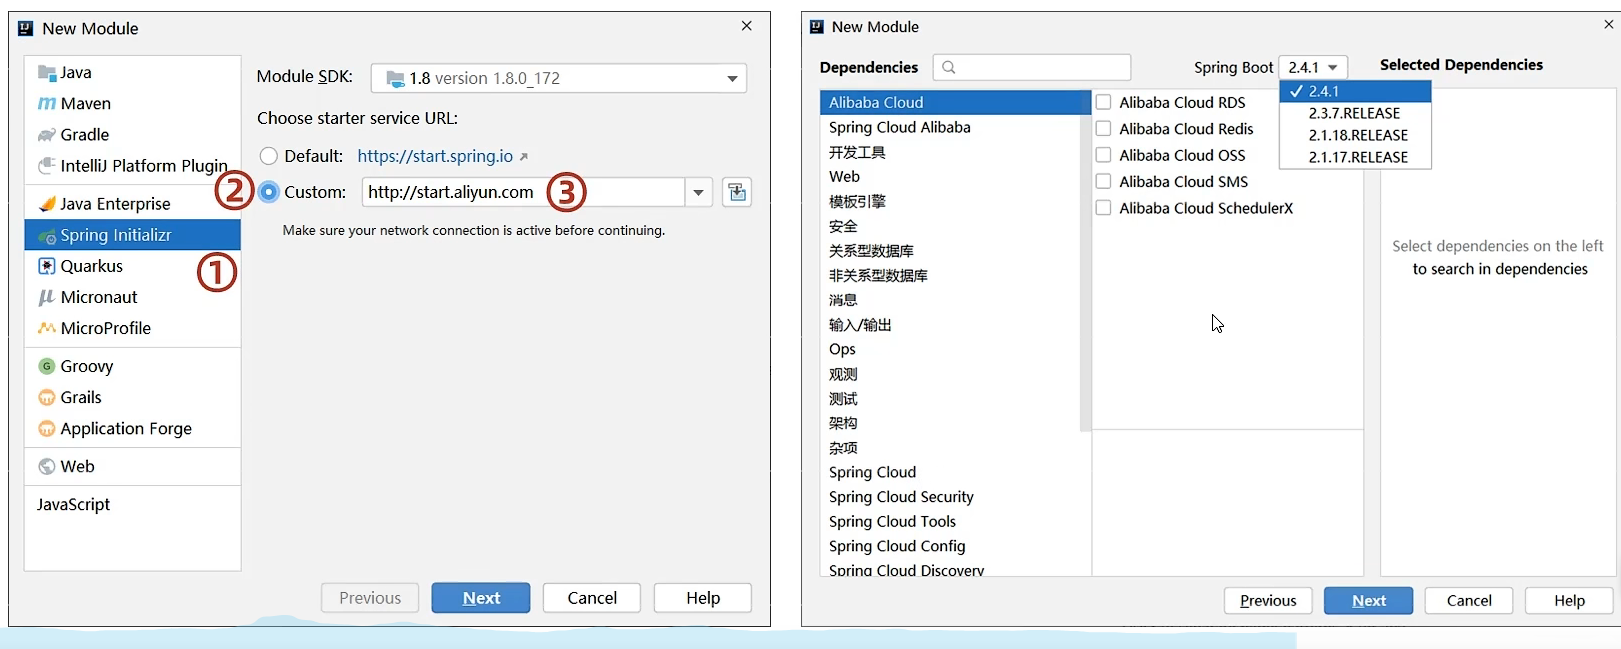 New Module
Java
Maven
Gradle
IntelliJ Platform Plugin
Java Enterprise
Spring Initializr
Quarkus
Micronaut
MicroProfile
Groovy
Grails
Application Forge
Web
JavaScript
Module SDK: 1.8 version 1.8.0_172
Choose starter service URL:
Default: https://start.spring.io
② Custom: http://start.aliyun.com ③
Make sure your network connection is active before continuing.
①
Previous Next Cancel Help
New Module
Dependencies Spring Boot 2.4.1 Selected Dependencies
2.4.1
2.3.7.RELEASE
2.1.18.RELEASE
2.1.17.RELEASE
Alibaba Cloud
Spring Cloud Alibaba
开发工具
Web
模板引擎
安全
关系型数据库
非关系型数据库
消息
输入/输出
Ops
观测
测试
架构
杂项
Spring Cloud
Spring Cloud Security
Spring Cloud Tools
Spring Cloud Config
Spring Cloud Discovery
Alibaba Cloud RDS
Alibaba Cloud Redis
Alibaba Cloud OSS
Alibaba Cloud SMS
Alibaba Cloud SchedulerX
Select dependencies on the left
to search in dependencies
Previous Next Cancel Help